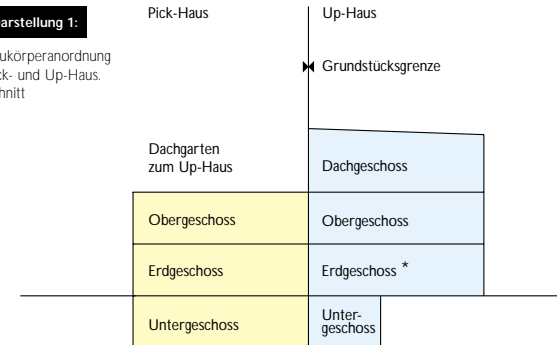 arstellung 1:
ukörperanordnung
ck- und Up-Haus.
hnitt
Pick-Haus
Up-Haus
Grundstücksgrenze
Dachgarten
zum Up-Haus
Dachgeschoss
Obergeschoss
Obergeschoss
Erdgeschoss
Erdgeschoss *
Untergeschoss
Unter-
geschoss